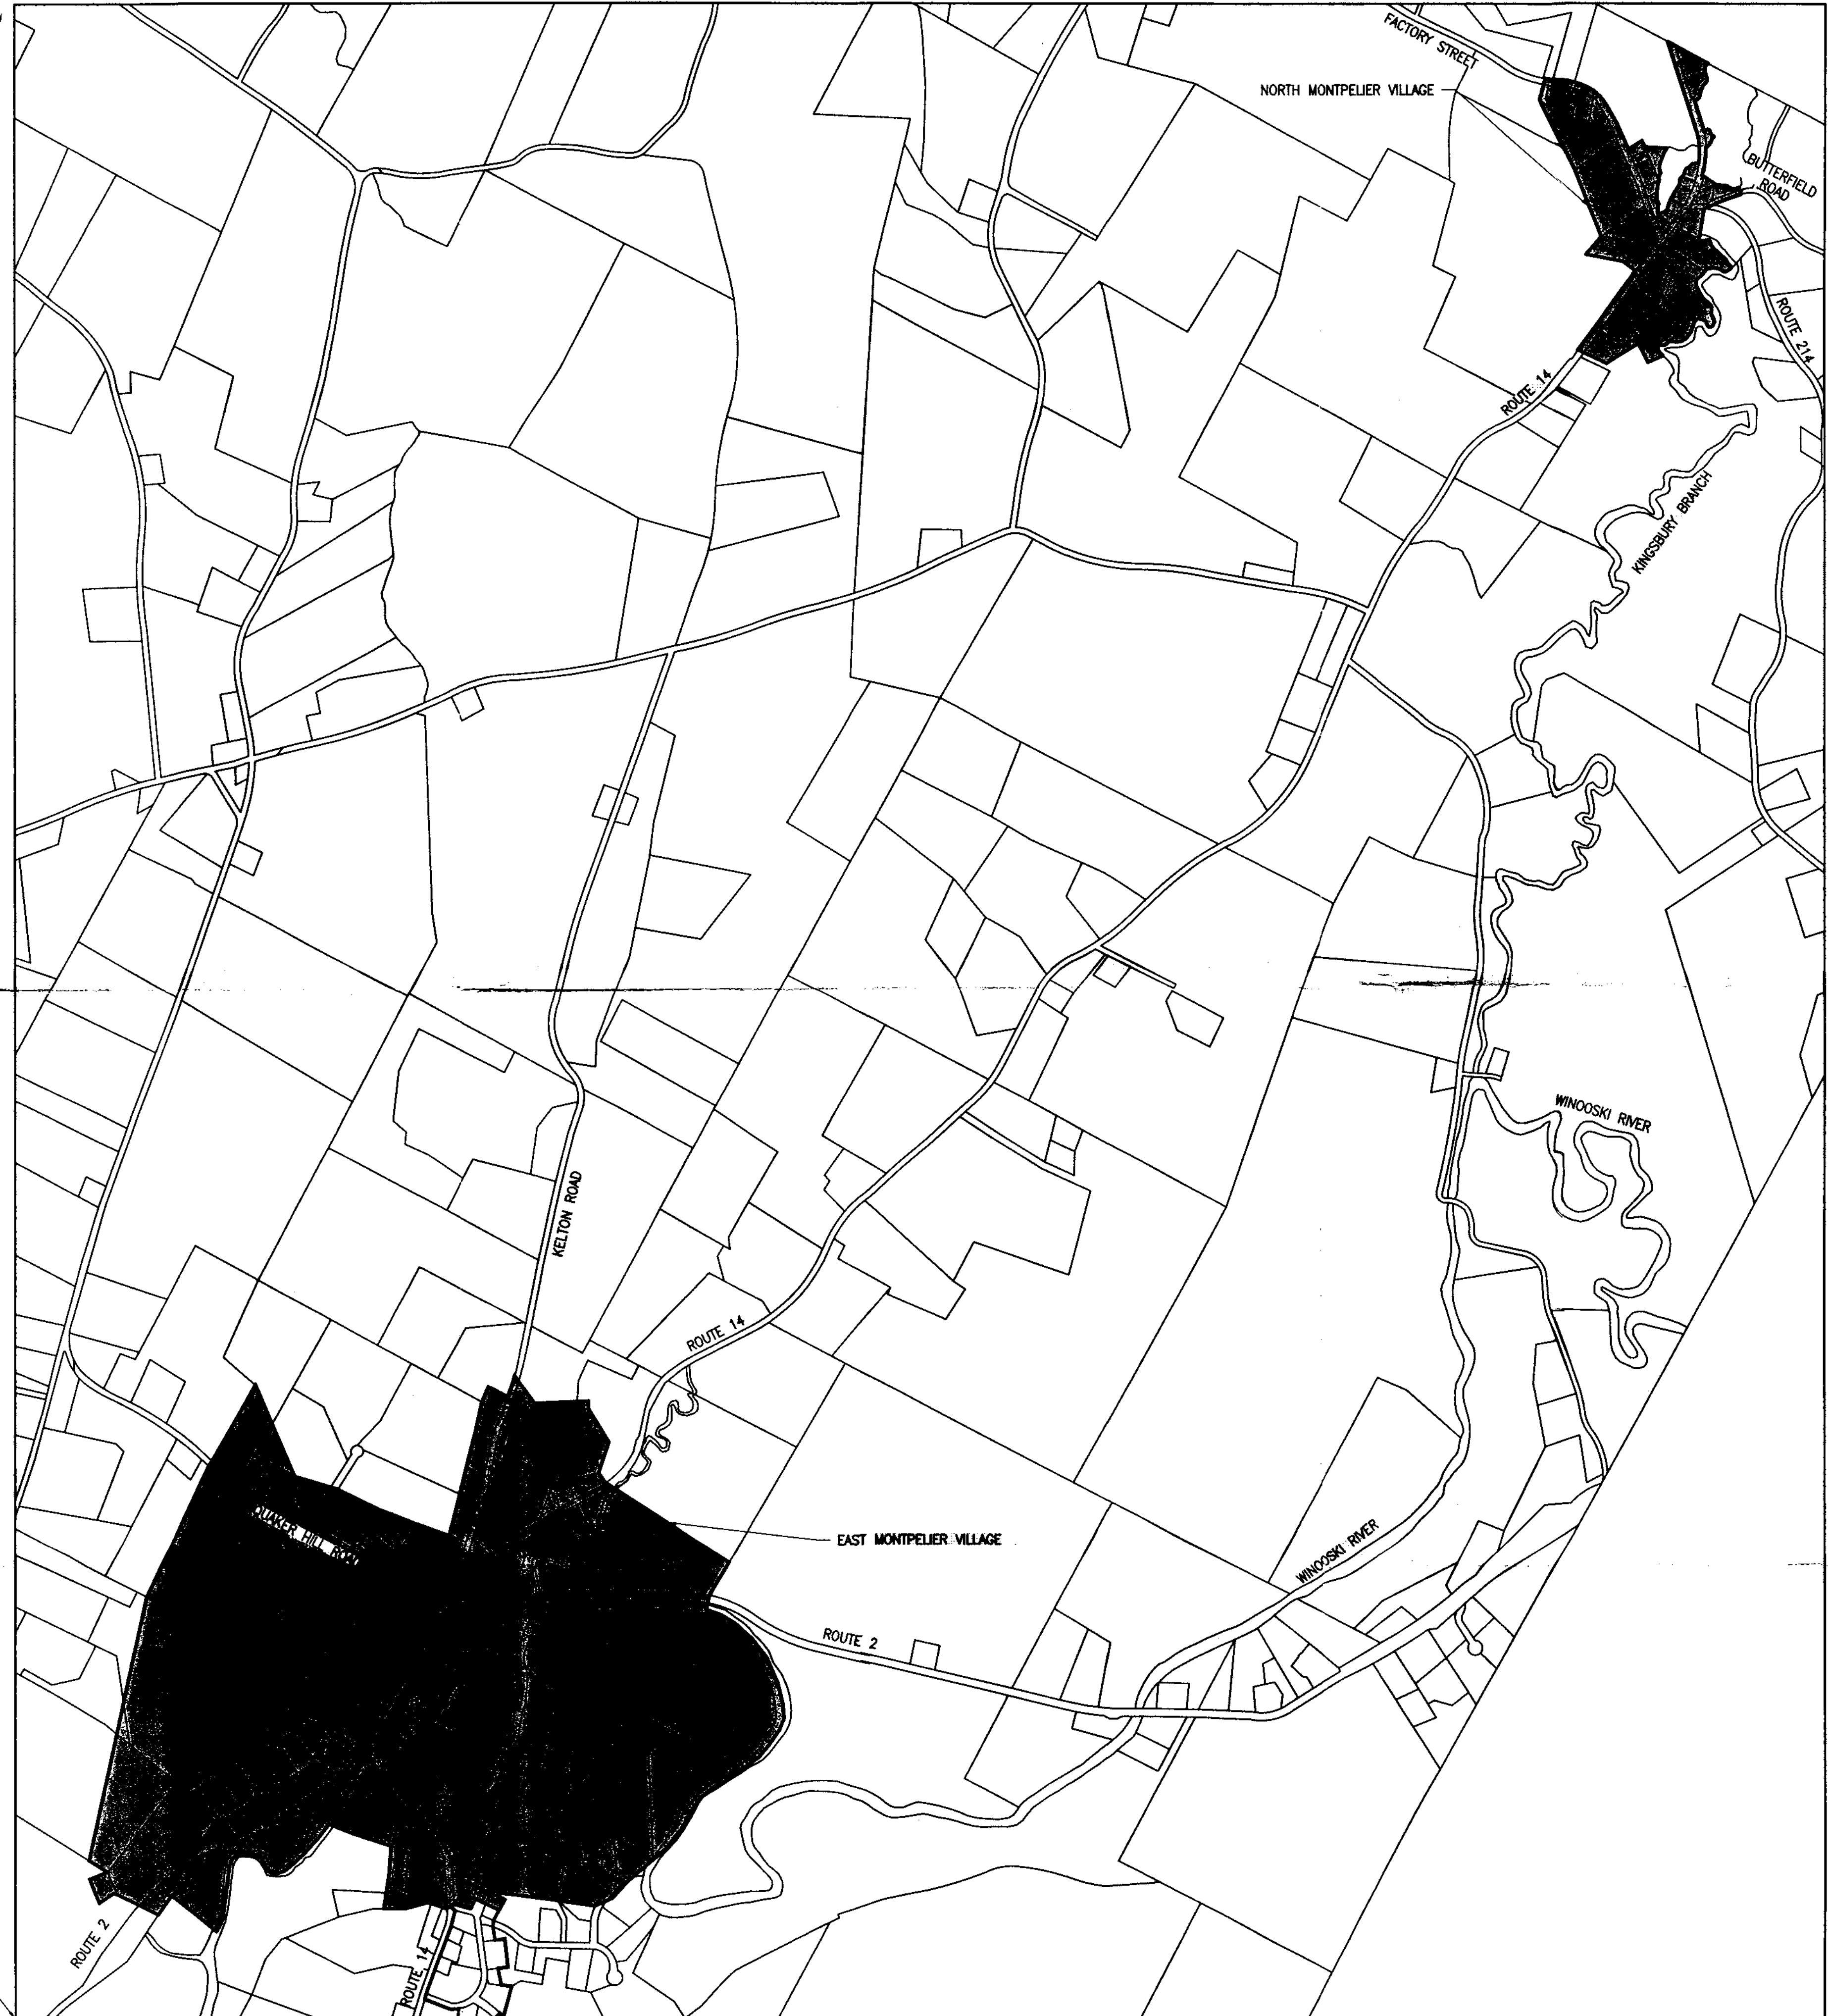 FACTORY STREET
NORTH MONTPELIER VILLAGE
BUTTERFIELD
ROAD
ROUTE 214
ROUTE 14
KINGSBURY BRANCH
WINOOSKI RIVER
KELTON ROAD
ROUTE 14
QUAKER HILL ROAD
EAST MONTPELIER VILLAGE
WINOOSKI RIVER
ROUTE 2
ROUTE 2
ROUTE 14